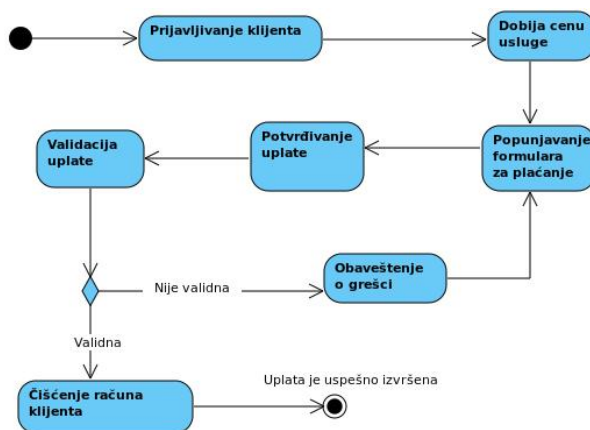 Prijavljivanje klijenta
Dobija cenu
usluge
Popunjavanje
formulara
za plaćanje
Potvrđivanje
uplate
Validacija
uplate
Nije validna
Obaveštenje
o grešci
Validna
Čišćenje računa
klijenta
Uplata je uspešno izvršena